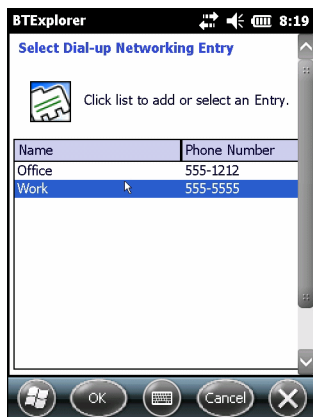 BTExplorer 8:19
Select Dial-up Networking Entry
Click list to add or select an Entry.
Name Phone Number
Office 555-1212
Work 555-5555
OK Cancel